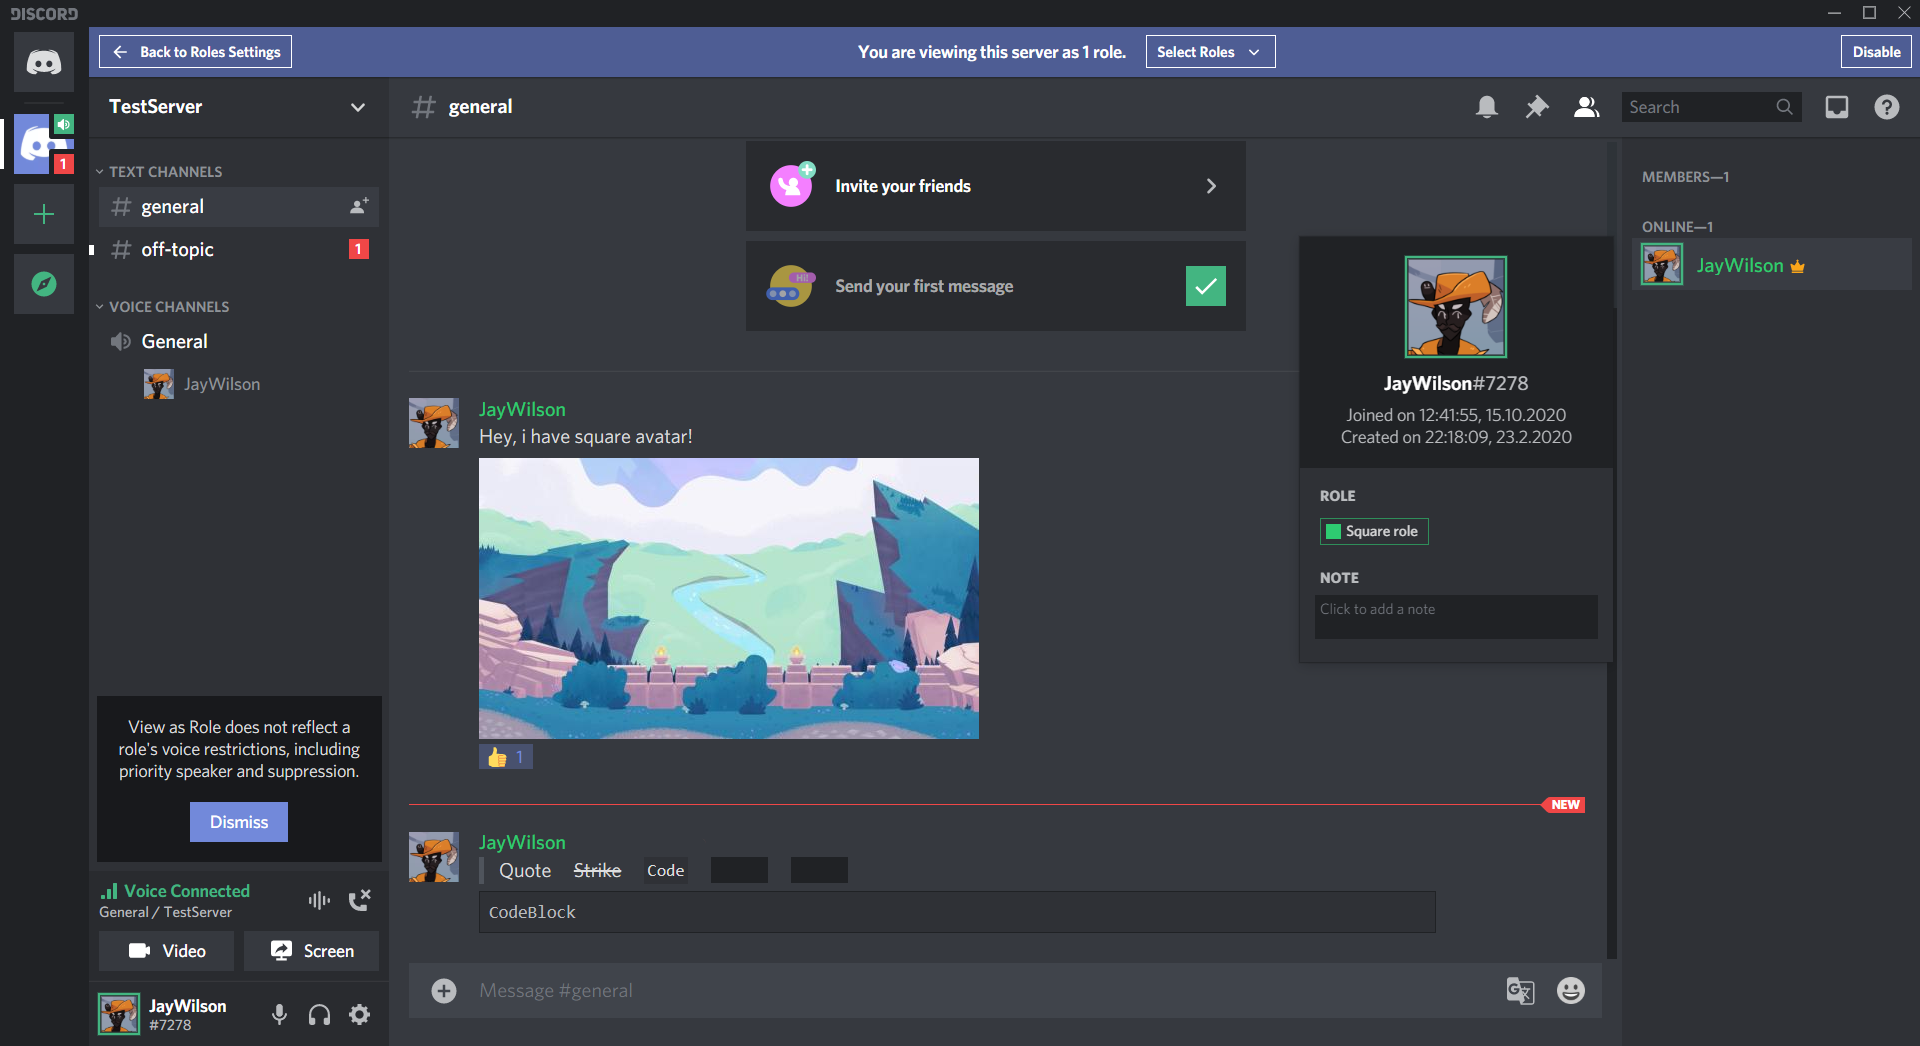 DISCORD
Back to Roles Settings
You are viewing this server as 1 role.
Select Roles
Disable
TestServer
general
Search
1
TEXT CHANNELS
general
off-topic
1
VOICE CHANNELS
General
JayWilson
Invite your friends
Hi!
Send your first message
JayWilson
Hey, i have square avatar!
1
NEW
JayWilson
Quote Strike Code
CodeBlock
Message #general
JayWilson#7278
Joined on 12:41:55, 15.10.2020
Created on 22:18:09, 23.2.2020
ROLE
Square role
NOTE
Click to add a note
MEMBERS—1
ONLINE—1
JayWilson
View as Role does not reflect a
role's voice restrictions, including
priority speaker and suppression.
Dismiss
Voice Connected
General / TestServer
Video
Screen
JayWilson
#7278